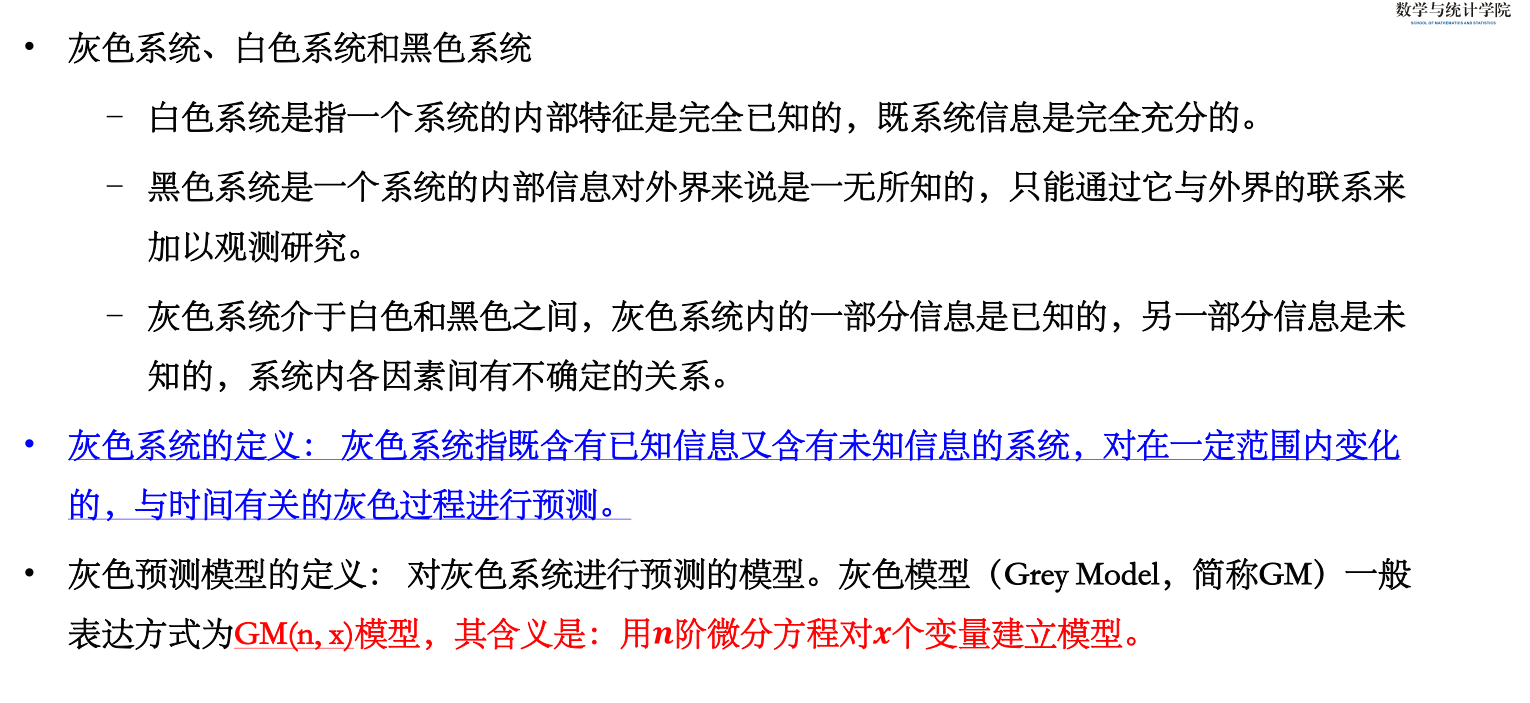 数学与统计学院
SCHOOL OF MATHEMATICS AND STATISTICS
• 灰色系统、白色系统和黑色系统
– 白色系统是指一个系统的内部特征是完全已知的，既系统信息是完全充分的。
– 黑色系统是一个系统的内部信息对外界来说是一无所知的，只能通过它与外界的联系来
加以观测研究。
– 灰色系统介于白色和黑色之间，灰色系统内的一部分信息是已知的，另一部分信息是未
知的，系统内各因素间有不确定的关系。
• 灰色系统的定义： 灰色系统指既含有已知信息又含有未知信息的系统，对在一定范围内变化
的，与时间有关的灰色过程进行预测。
• 灰色预测模型的定义： 对灰色系统进行预测的模型。灰色模型（Grey Model，简称GM）一般
表达方式为GM(n, x)模型，其含义是：用n阶微分方程对x个变量建立模型。